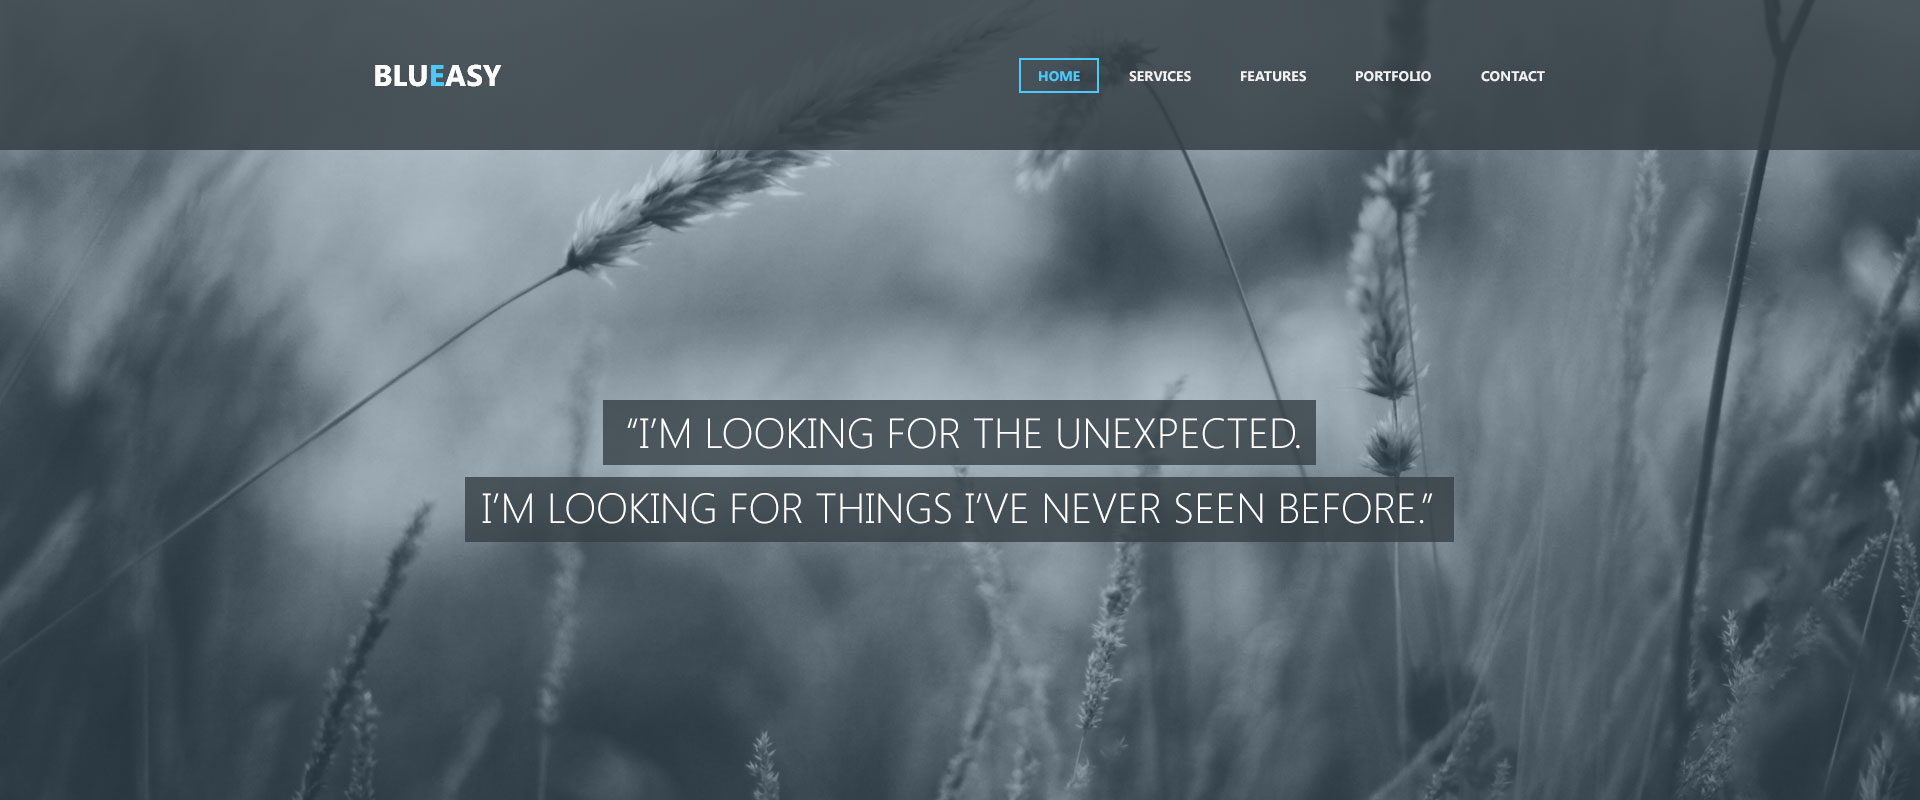 BLUEASY
HOME SERVICES FEATURES PORTFOLIO CONTACT
“I’M LOOKING FOR THE UNEXPECTED.
I’M LOOKING FOR THINGS I’VE NEVER SEEN BEFORE.”